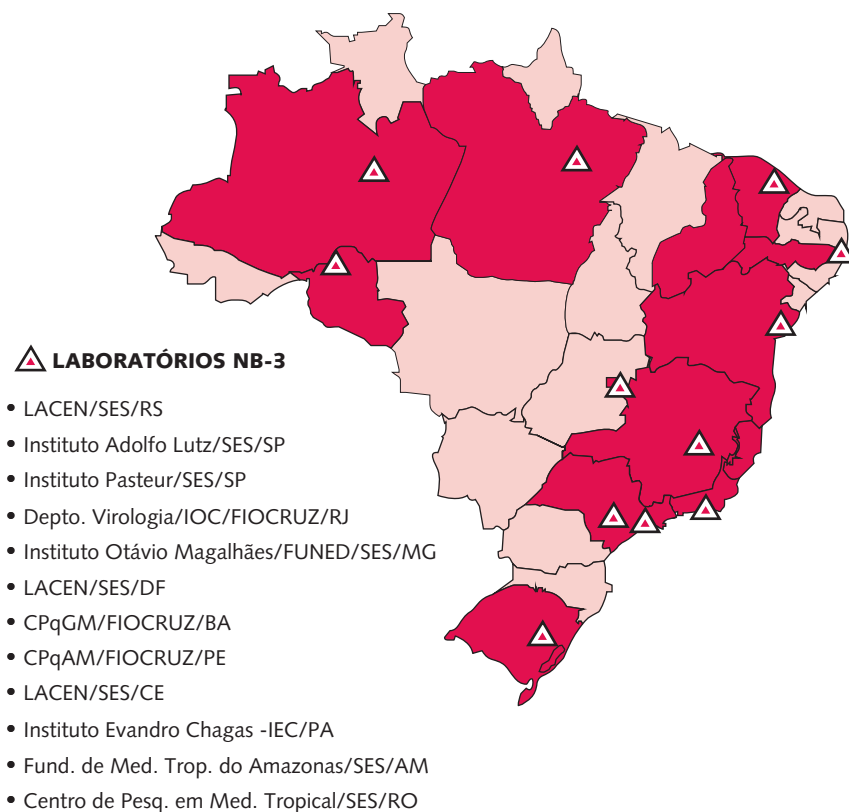 LABORATÓRIOS NB-3
• LACEN/SES/RS
• Instituto Adolfo Lutz/SES/SP
• Instituto Pasteur/SES/SP
• Depto. Virologia/IOC/FIOCRUZ/RJ
• Instituto Otávio Magalhães/FUNED/SES/MG
• LACEN/SES/DF
• CPqGM/FIOCRUZ/BA
• CPqAM/FIOCRUZ/PE
• LACEN/SES/CE
• Instituto Evandro Chagas -IEC/PA
• Fund. de Med. Trop. do Amazonas/SES/AM
• Centro de Pesq. em Med. Tropical/SES/RO